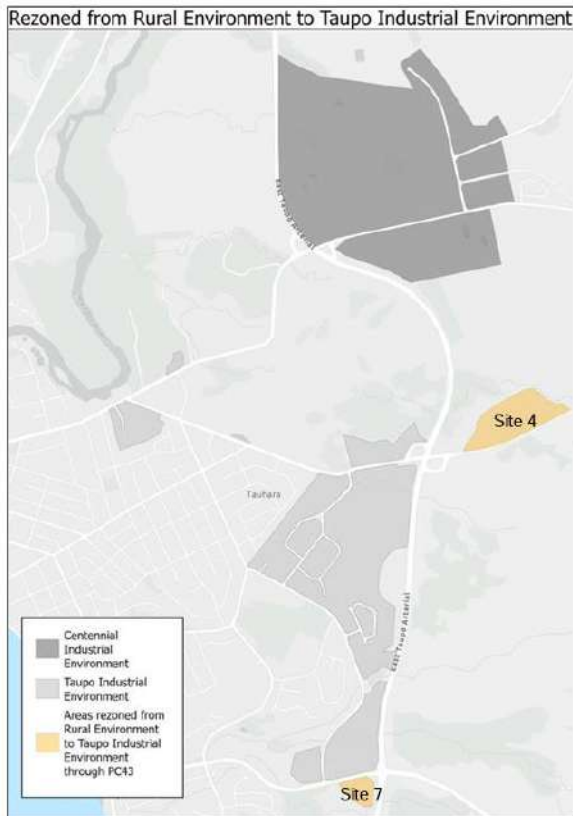 Rezoned from Rural Environment to Taupo Industrial Environment
East Taupo Arterial
Site 4
Tauhara
East Taupo Arterial
Centennial
Industrial
Environment
Taupo Industrial
Environment
Areas rezoned from
Rural Environment
to Taupo Industrial
Environment
through PC43
Site 7